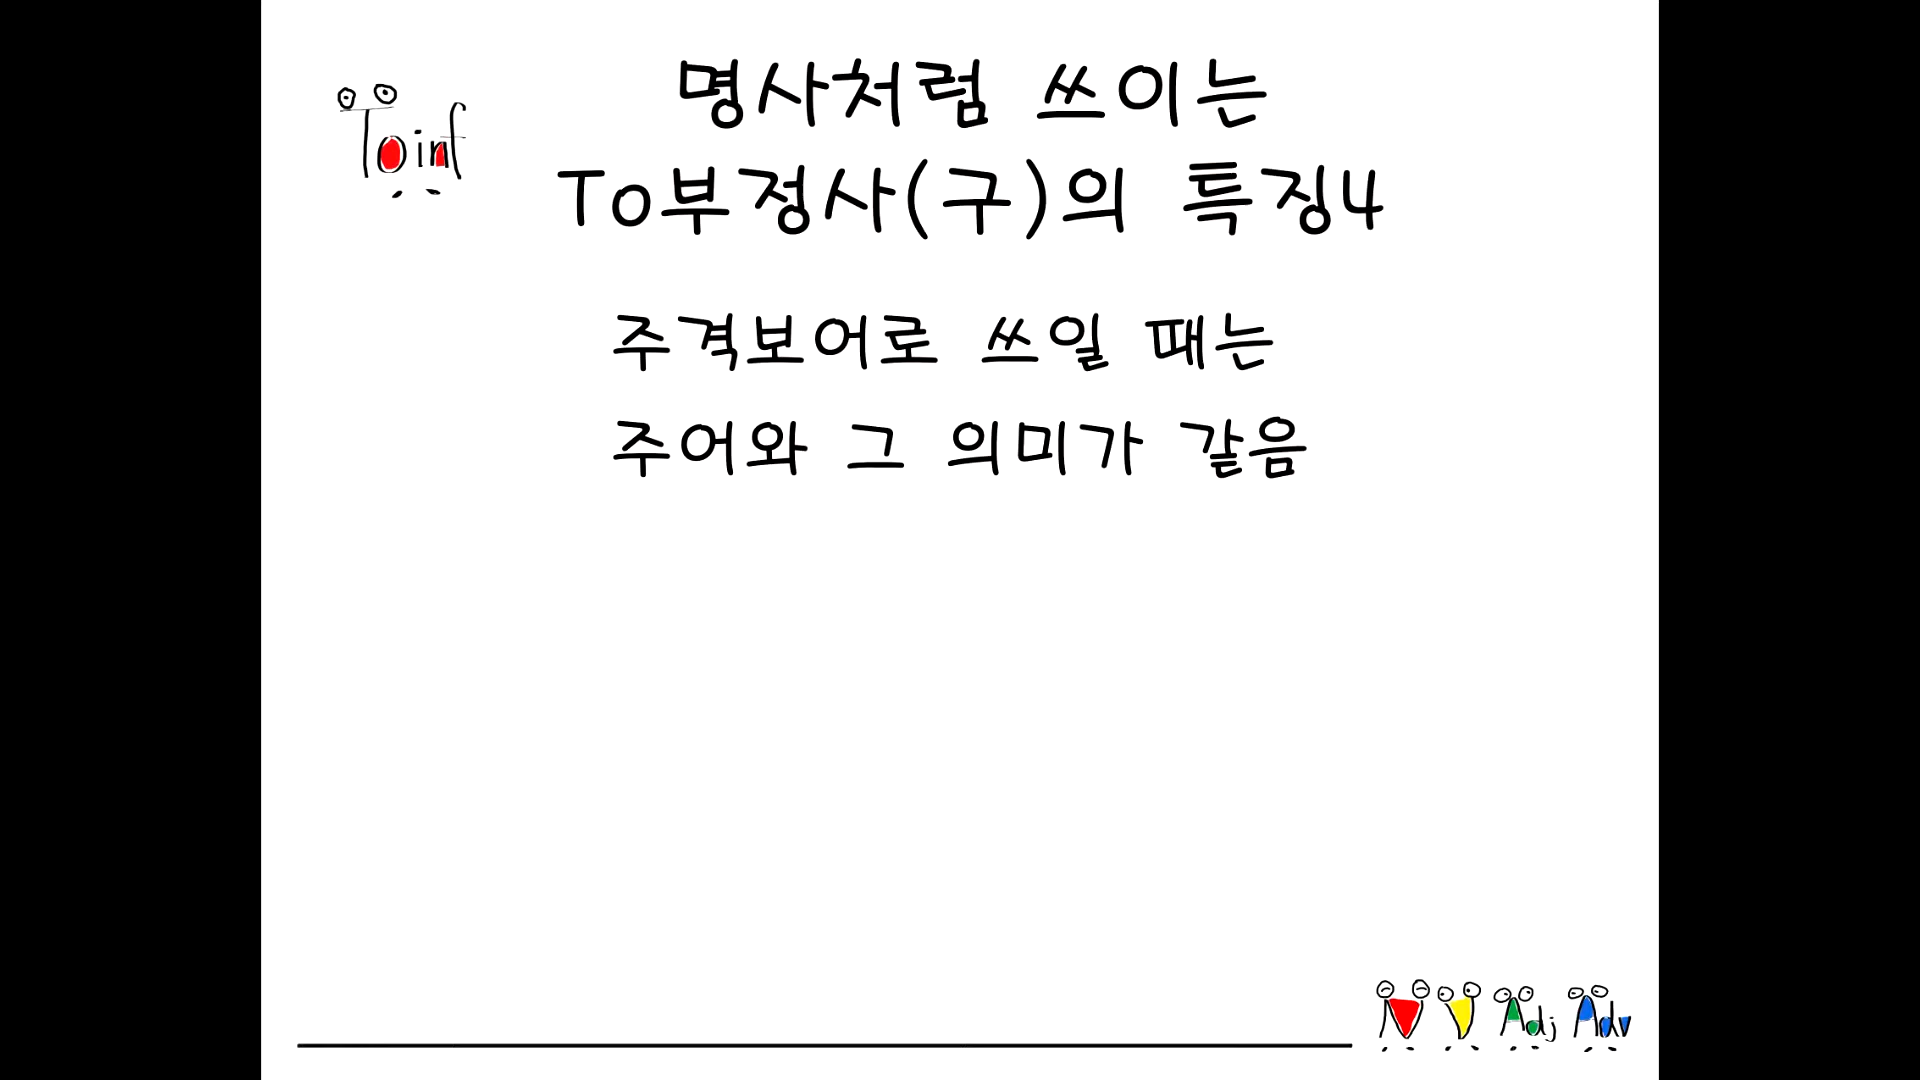 To inf
명사처럼 쓰이는
To부정사(구)의 특징4
주격보어로 쓰일 때는
주어와 그 의미가 같음
N V Adj Adv